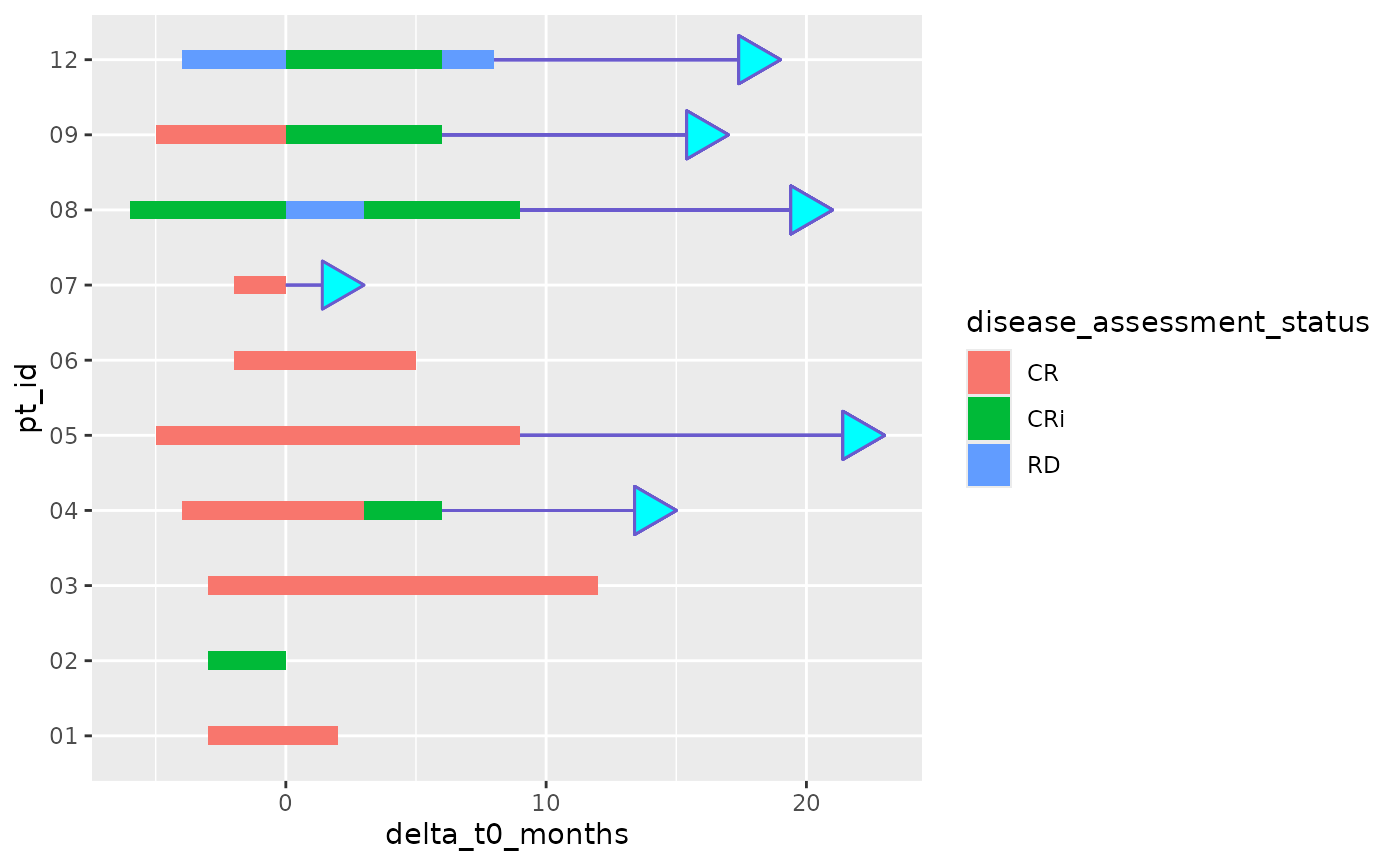 12
09
08
07
06
05
04
03
02
01
pt_id
0 10 20
delta_t0_months
disease_assessment_status
CR
CRi
RD